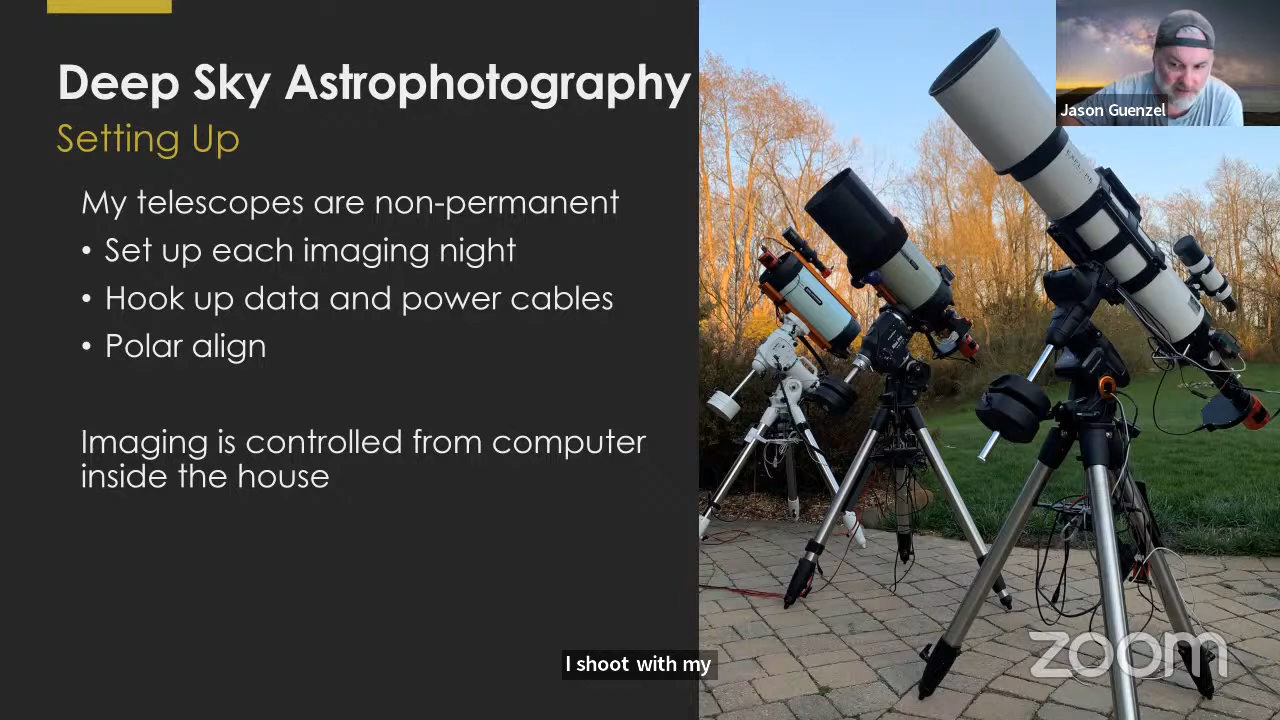 Deep Sky Astrophotography
Setting Up
My telescopes are non-permanent
• Set up each imaging night
• Hook up data and power cables
• Polar align
Imaging is controlled from computer
inside the house
Jason Guenzel
I shoot with my
zoom